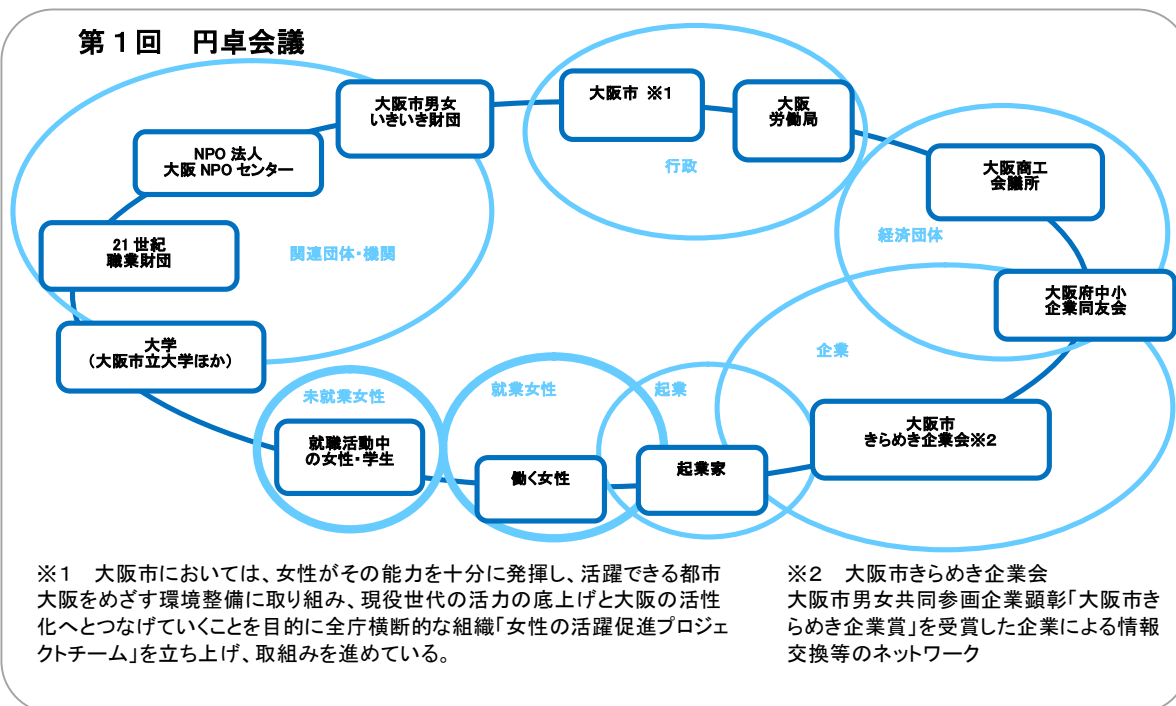 第1回 円卓会議
大阪市男女
いきいき財団
大阪市 ※1
大阪
労働局
NPO 法人
大阪 NPO センター
行政
大阪商工
会議所
21 世紀
職業財団
関連団体・機関
経済団体
大阪府中小
企業同友会
大学
(大阪市立大学ほか)
企業
未就業女性
就業女性
起業
就職活動中
の女性・学生
働く女性
起業家
大阪市
きらめき企業会※2
※1 大阪市においては、女性がその能力を十分に発揮し、活躍できる都市
大阪をめざす環境整備に取り組み、現役世代の活力の底上げと大阪の活性
化へとつなげていくことを目的に全庁横断的な組織「女性の活躍促進プロジェ
クトチーム」を立ち上げ、取組みを進めている。
※2 大阪市きらめき企業会
大阪市男女共同参画企業顕彰「大阪市き
らめき企業賞」を受賞した企業による情報
交換等のネットワーク